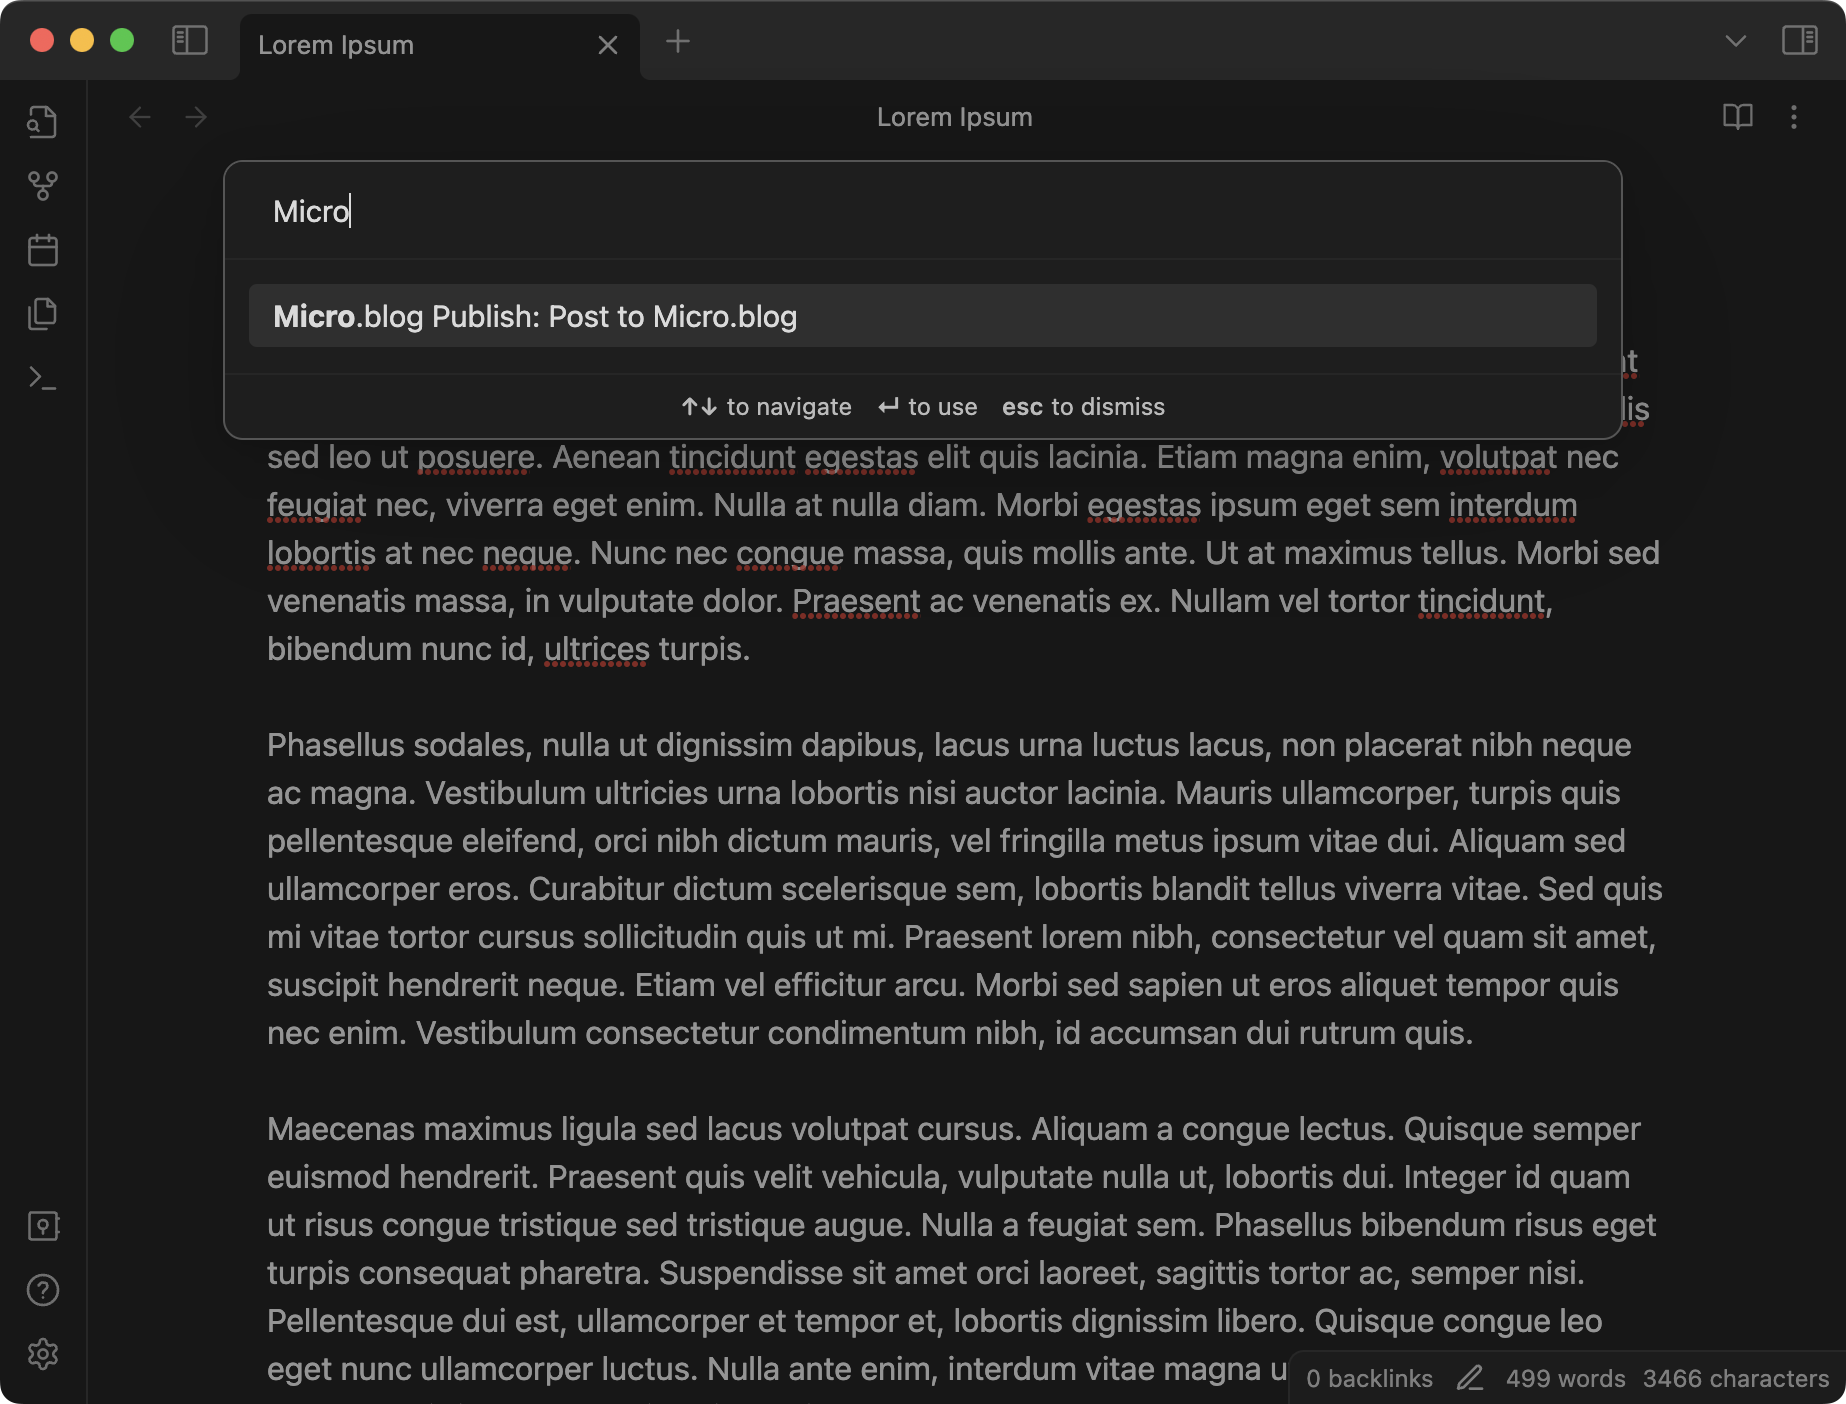 Lorem Ipsum
Lorem Ipsum
Micro
Micro.blog Publish: Post to Micro.blog
↑↓ to navigate ↵ to use esc to dismiss
sed leo ut posuere. Aenean tincidunt egestas elit quis lacinia. Etiam magna enim, volutpat nec
feugiat nec, viverra eget enim. Nulla at nulla diam. Morbi egestas ipsum eget sem interdum
lobortis at nec neque. Nunc nec congue massa, quis mollis ante. Ut at maximus tellus. Morbi sed
venenatis massa, in vulputate dolor. Praesent ac venenatis ex. Nullam vel tortor tincidunt,
bibendum nunc id, ultrices turpis.
Phasellus sodales, nulla ut dignissim dapibus, lacus urna luctus lacus, non placerat nibh neque
ac magna. Vestibulum ultricies urna lobortis nisi auctor lacinia. Mauris ullamcorper, turpis quis
pellentesque eleifend, orci nibh dictum mauris, vel fringilla metus ipsum vitae dui. Aliquam sed
ullamcorper eros. Curabitur dictum scelerisque sem, lobortis blandit tellus viverra vitae. Sed quis
mi vitae tortor cursus sollicitudin quis ut mi. Praesent lorem nibh, consectetur vel quam sit amet,
suscipit hendrerit neque. Etiam vel efficitur arcu. Morbi sed sapien ut eros aliquet tempor quis
nec enim. Vestibulum consectetur condimentum nibh, id accumsan dui rutrum quis.
Maecenas maximus ligula sed lacus volutpat cursus. Aliquam a congue lectus. Quisque semper
euismod hendrerit. Praesent quis velit vehicula, vulputate nulla ut, lobortis dui. Integer id quam
ut risus congue tristique sed tristique augue. Nulla a feugiat sem. Phasellus bibendum risus eget
turpis consequat pharetra. Suspendisse sit amet orci laoreet, sagittis tortor ac, semper nisi.
Pellentesque dui est, ullamcorper et tempor et, lobortis dignissim libero. Quisque congue leo
eget nunc ullamcorper luctus. Nulla ante enim, interdum vitae magna
0 backlinks 499 words 3466 characters